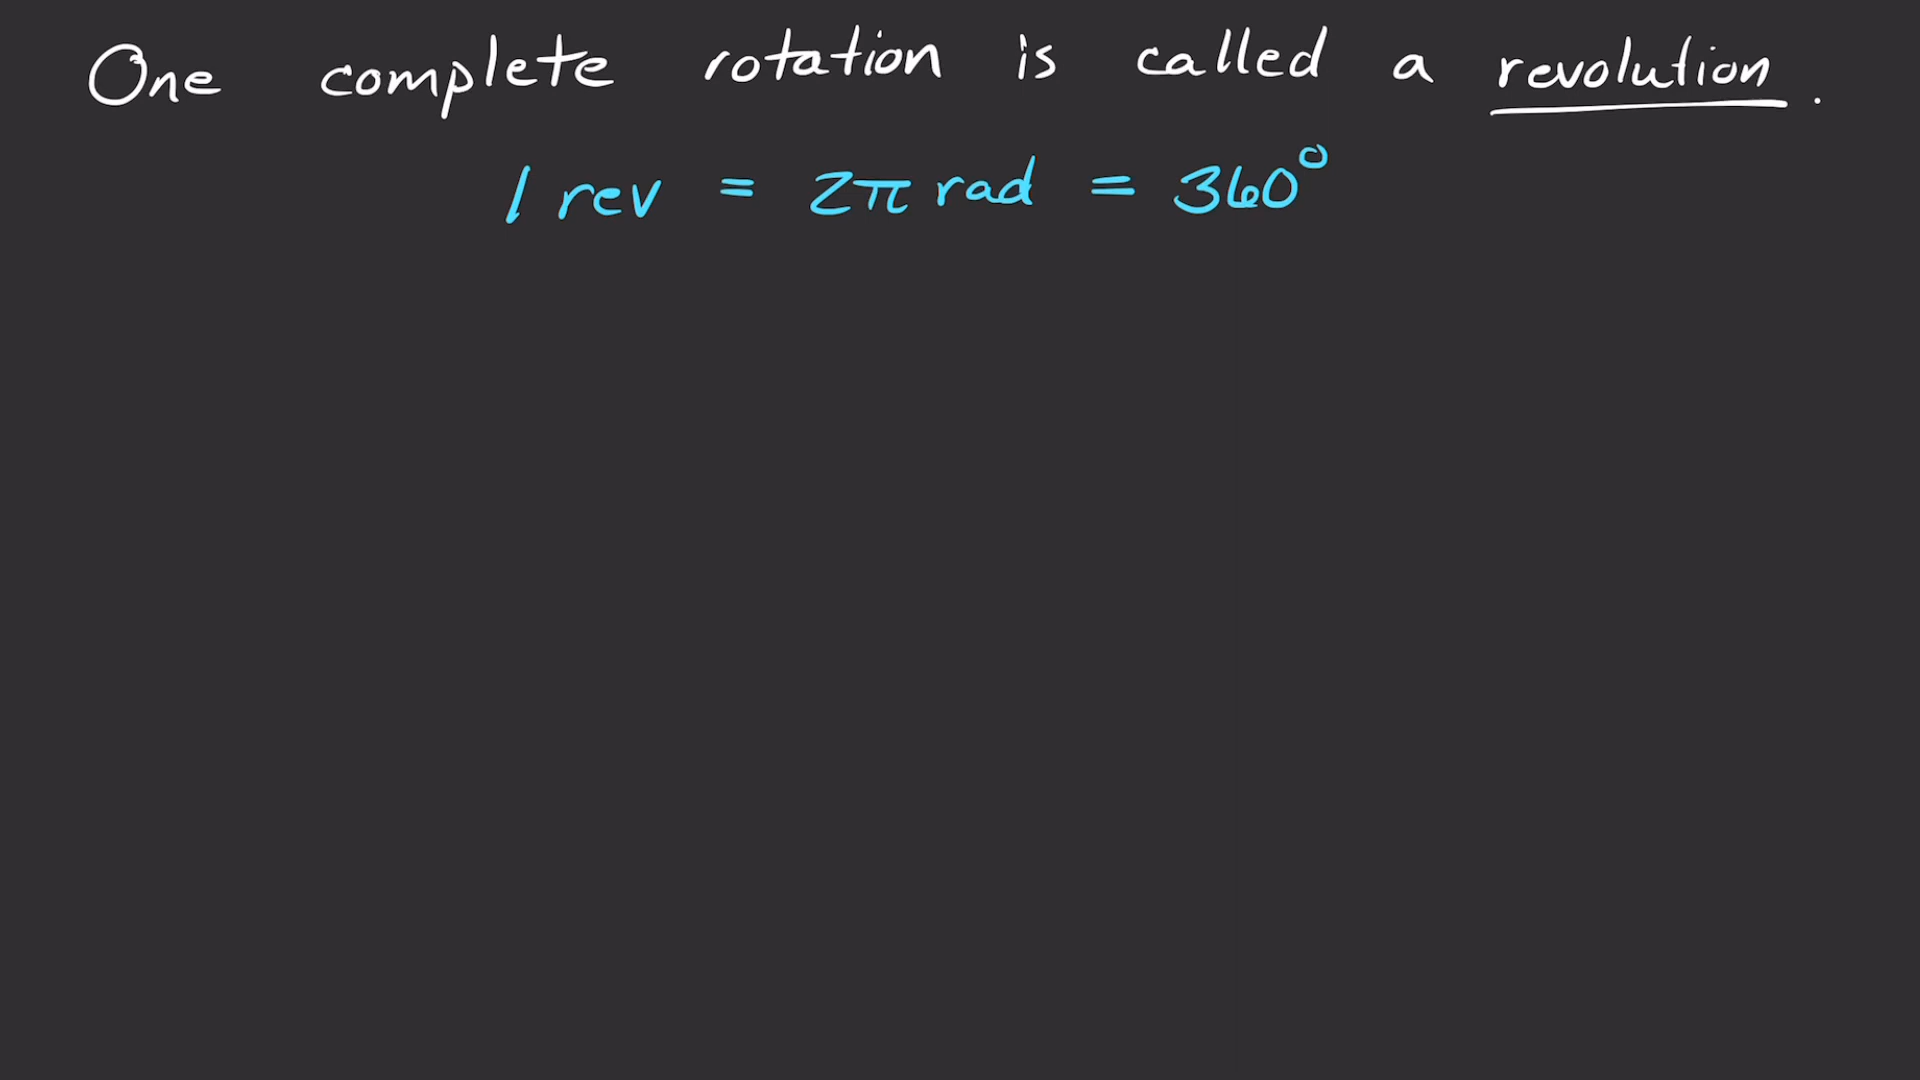 One complete rotation is called a revolution.
1 rev = 2π rad = 360°